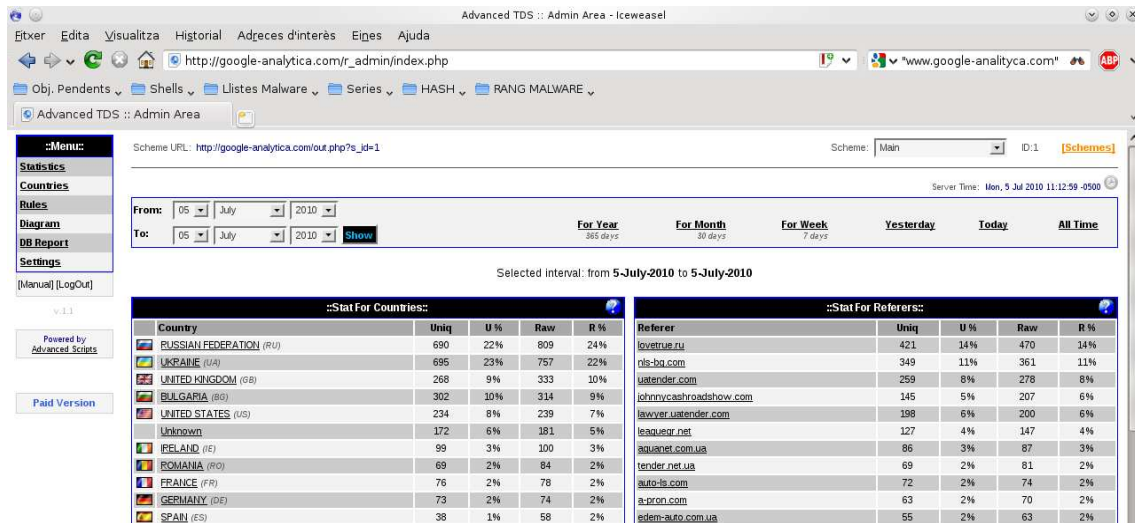 Advanced TDS :: Admin Area - Iceweasel
Fitxer Edita Visualitza Historial Adreces d'interès Eines Ajuda
http://google-analytica.com/r_admin/index.php "www.google-analityca.com" ABP
Obj. Pendents Shells Llistes Malware Series HASH RANG MALWARE
Advanced TDS :: Admin Area
::Menu::
Statistics
Countries
Rules
Diagram
DB Report
Settings
[Manual] [LogOut]
v.1.1
Powered by
Advanced Scripts
Paid Version
Scheme URL: http://google-analytica.com/out.php?s_id=1 Scheme: Main ID:1 [Schemes]
Server Time: Mon, 5 Jul 2010 11:12:59 -0500
From: 05 July 2010
To: 05 July 2010 Show
For Year
365 days
For Month
30 days
For Week
7 days
Yesterday
Today
All Time
Selected interval: from 5-July-2010 to 5-July-2010
::Stat For Countries::
Country Uniq U % Raw R %
RUSSIAN FEDERATION (RU) 690 22% 809 24%
UKRAINE (UA) 695 23% 757 22%
UNITED KINGDOM (GB) 268 9% 333 10%
BULGARIA (BG) 302 10% 314 9%
UNITED STATES (US) 234 8% 239 7%
Unknown 172 6% 181 5%
IRELAND (IE) 99 3% 100 3%
ROMANIA (RO) 69 2% 84 2%
FRANCE (FR) 76 2% 78 2%
GERMANY (DE) 73 2% 74 2%
SPAIN (ES) 38 1% 58 2%
::Stat For Referers::
Referer Uniq U % Raw R %
lovetrue.ru 421 14% 470 14%
nls-bg.com 349 11% 361 11%
uatender.com 259 8% 278 8%
johnnycashroadshow.com 145 5% 207 6%
lawyer.uatender.com 198 6% 200 6%
leaguegr.net 127 4% 147 4%
aquanet.com.ua 86 3% 87 3%
tender.net.ua 69 2% 81 2%
auto-ls.com 72 2% 74 2%
a-pron.com 63 2% 70 2%
edem-auto.com.ua 55 2% 63 2%